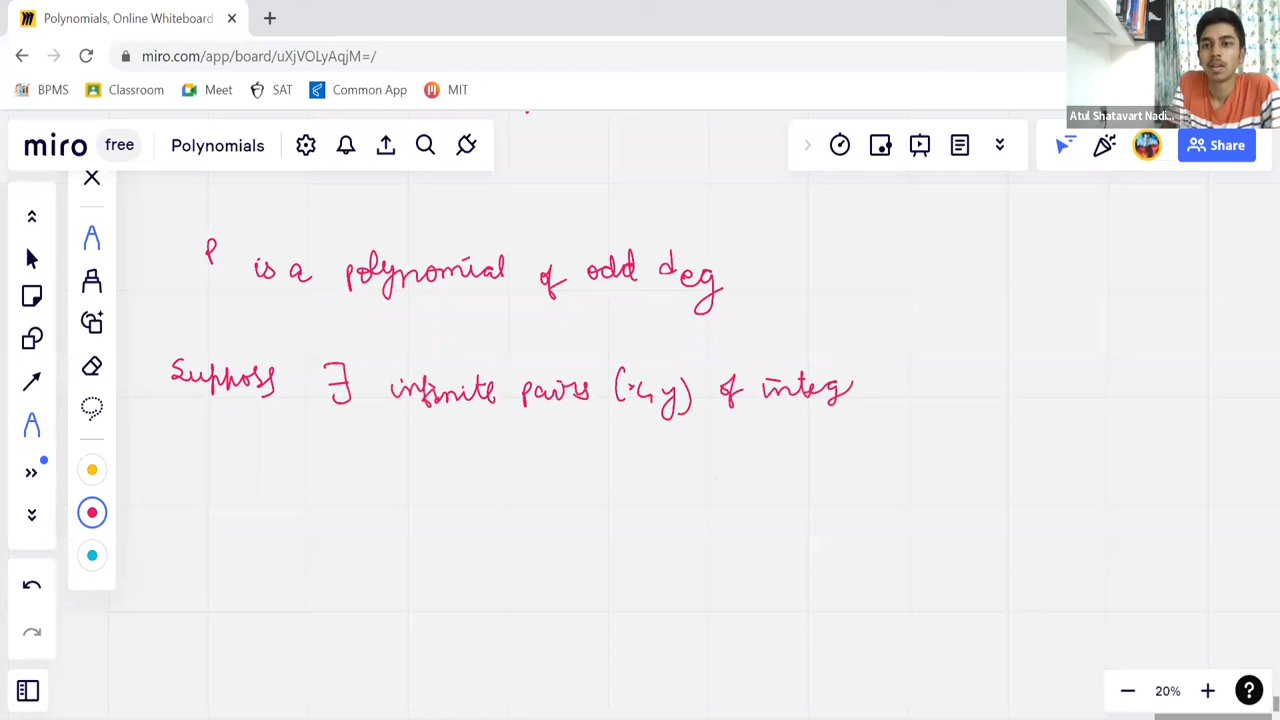 Polynomials, Online Whiteboard
miro.com/app/board/uXjVOLyAqjM=/
BPMS Classroom Meet SAT Common App MIT
Atul Shatavart Nadi...
miro free Polynomials Share
P is a polynomial of odd deg
Suppose ∃ infinite pairs (x, y) of integ
20%